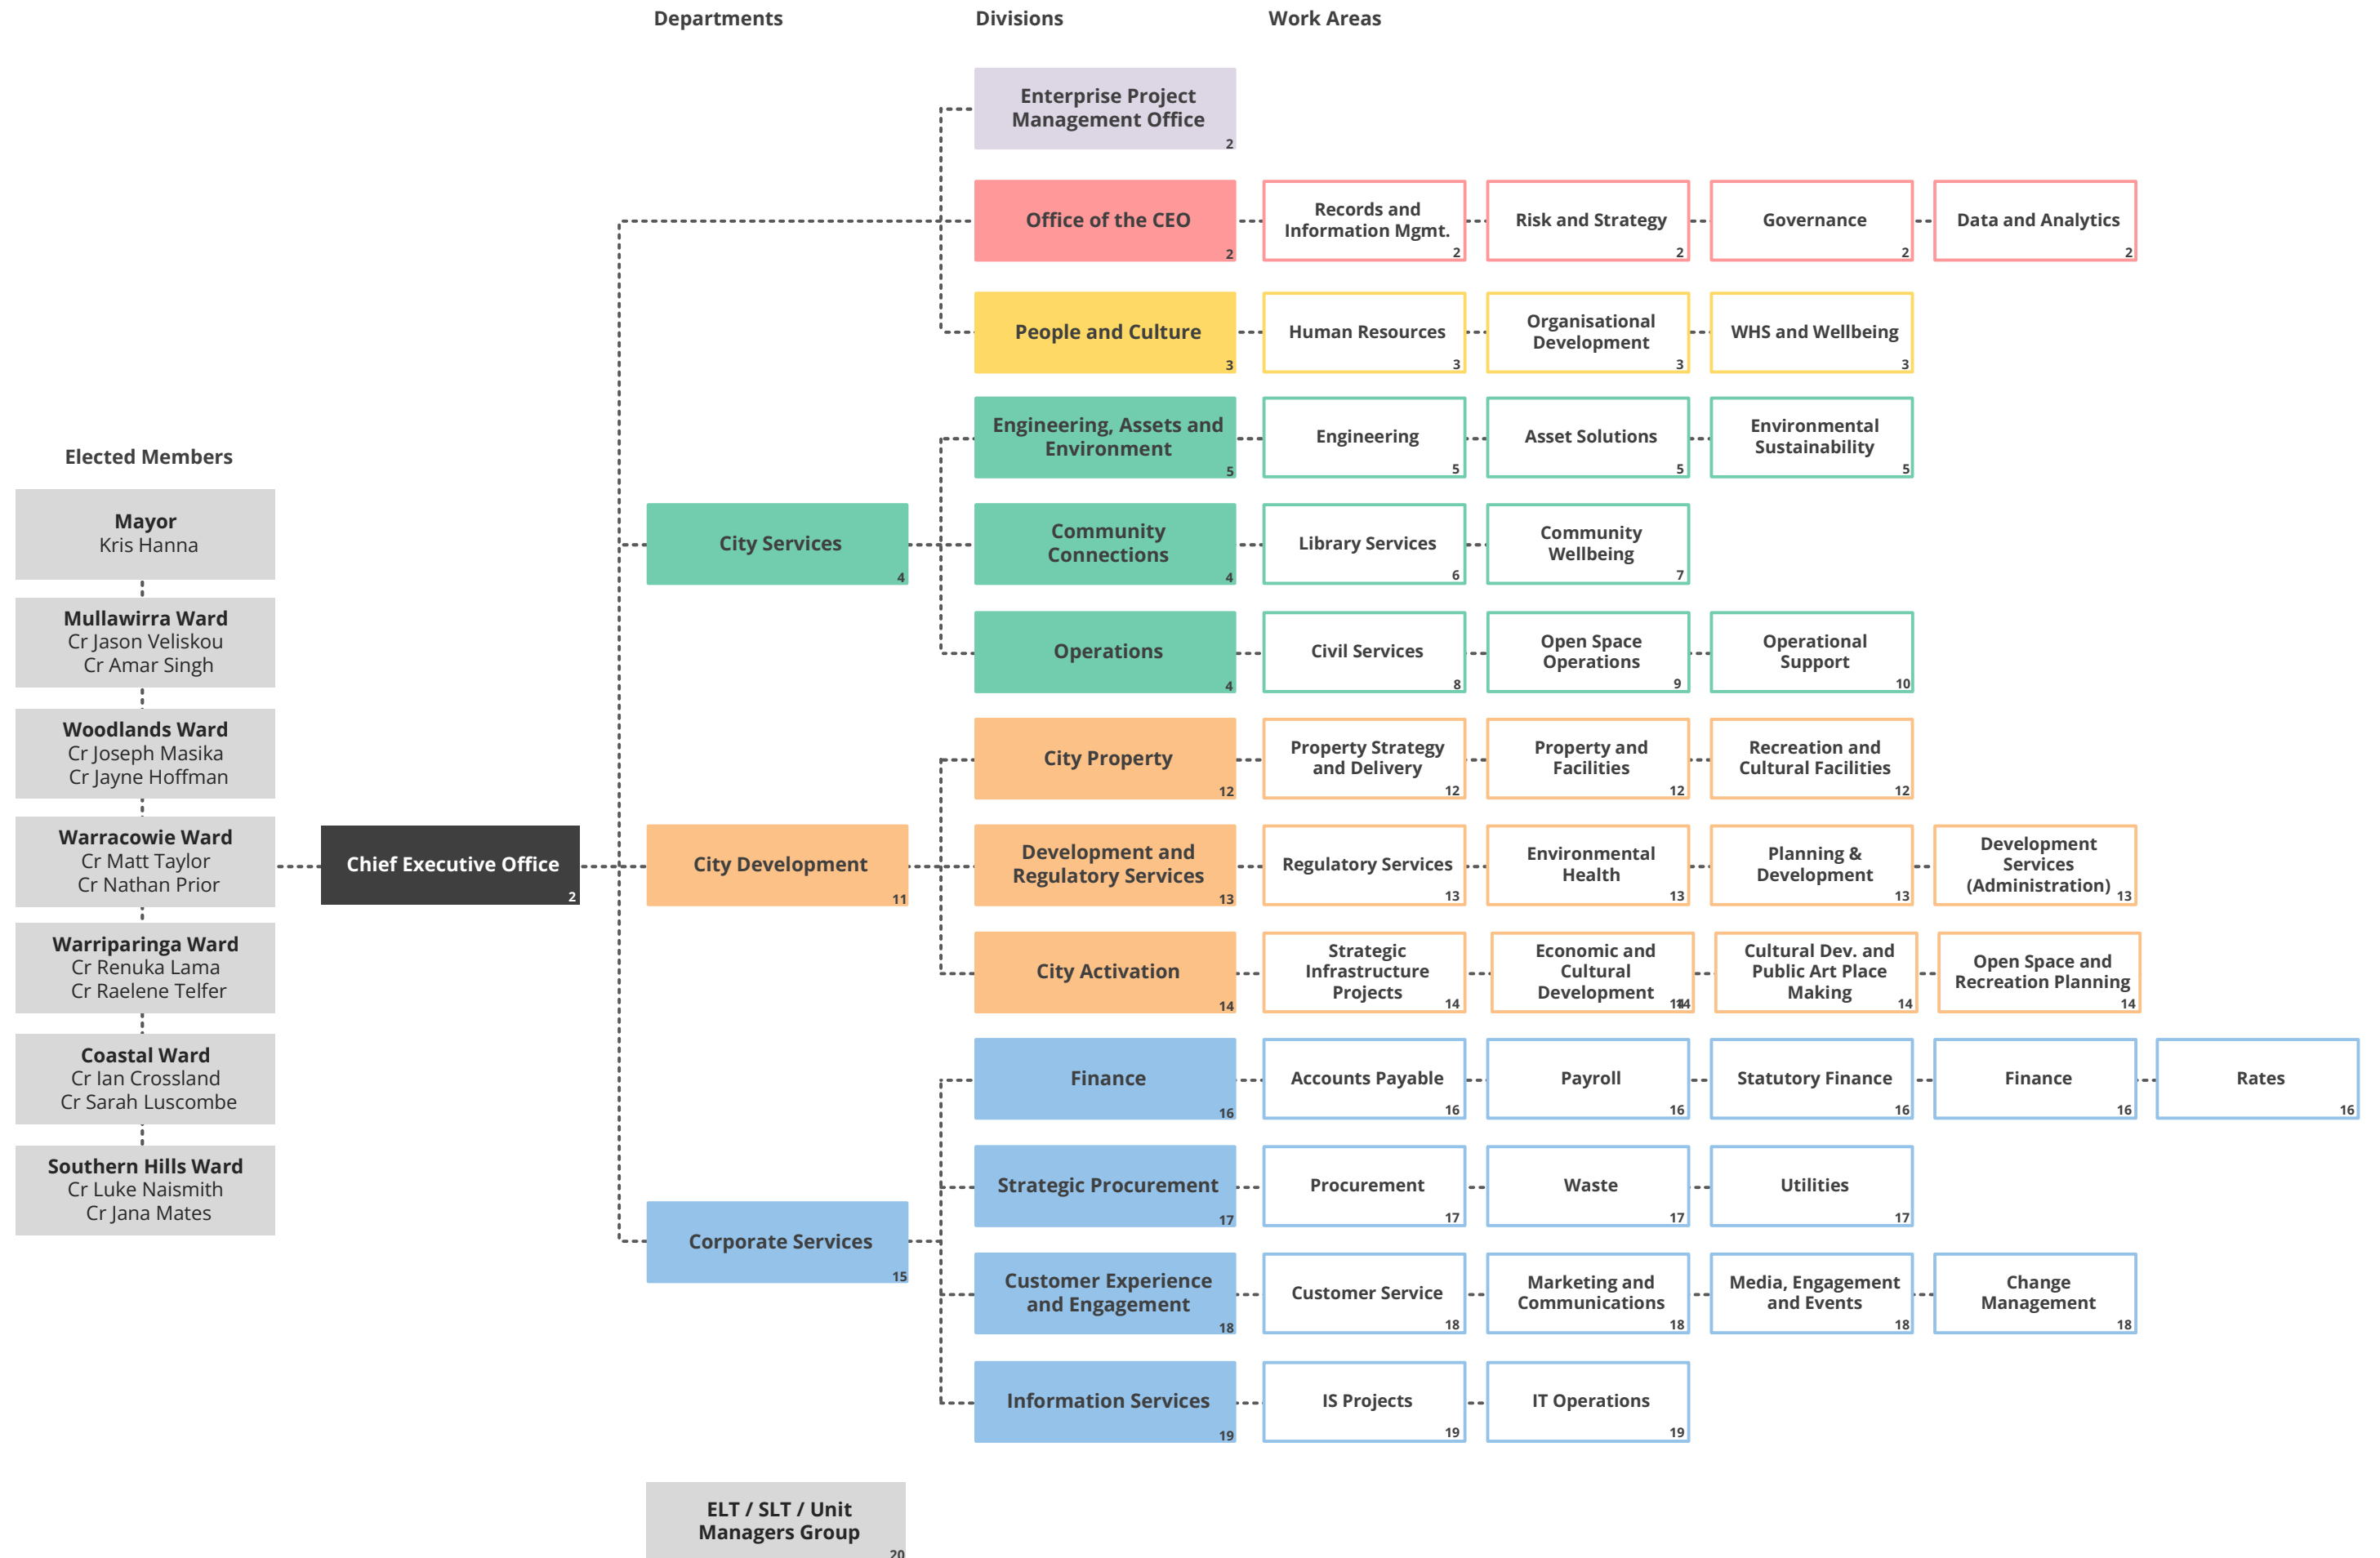 Departments
Divisions
Work Areas
Enterprise Project
Management Office
2
Office of the CEO
2
Records and
Information Mgmt.
2
Risk and Strategy
2
Governance
2
Data and Analytics
2
People and Culture
3
Human Resources
3
Organisational
Development
3
WHS and Wellbeing
3
Elected Members
Mayor
Kris Hanna
Mullawirra Ward
Cr Jason Veliskou
Cr Amar Singh
Woodlands Ward
Cr Joseph Masika
Cr Jayne Hoffman
Warracowie Ward
Cr Matt Taylor
Cr Nathan Prior
Warriparinga Ward
Cr Renuka Lama
Cr Raelene Telfer
Coastal Ward
Cr Ian Crossland
Cr Sarah Luscombe
Southern Hills Ward
Cr Luke Naismith
Cr Jana Mates
Chief Executive Office
2
City Services
4
Engineering, Assets and
Environment
5
Engineering
5
Asset Solutions
5
Environmental
Sustainability
5
Community
Connections
4
Library Services
6
Community
Wellbeing
7
Operations
4
Civil Services
8
Open Space
Operations
9
Operational
Support
10
City Development
11
City Property
12
Property Strategy
and Delivery
12
Property and
Facilities
12
Recreation and
Cultural Facilities
12
Development and
Regulatory Services
13
Regulatory Services
13
Environmental
Health
13
Planning &
Development
13
Development
Services
(Administration)
13
City Activation
14
Strategic
Infrastructure
Projects
14
Economic and
Cultural
Development
14
Cultural Dev. and
Public Art Place
Making
14
Open Space and
Recreation Planning
14
Corporate Services
15
Finance
16
Accounts Payable
16
Payroll
16
Statutory Finance
16
Finance
16
Rates
16
Strategic Procurement
17
Procurement
17
Waste
17
Utilities
17
Customer Experience
and Engagement
18
Customer Service
18
Marketing and
Communications
18
Media, Engagement
and Events
18
Change
Management
18
Information Services
19
IS Projects
19
IT Operations
19
ELT / SLT / Unit
Managers Group
20